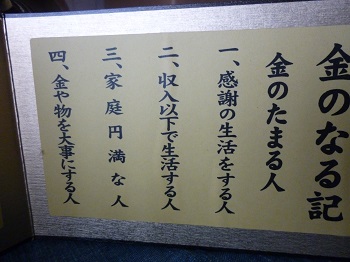 金のなる記
金のたまる人
一、感謝の生活をする人
二、収入以下で生活する人
三、家庭円満な人
四、金や物を大事にする人